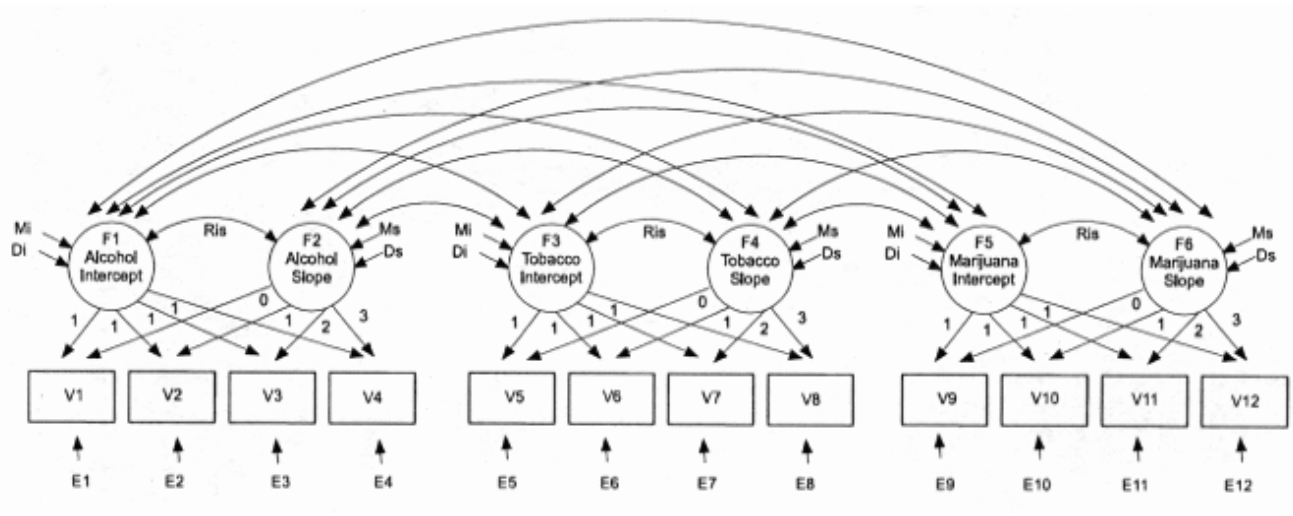 Mi
Di
F1
Alcohol
Intercept
Ris
F2
Alcohol
Slope
Ms
Ds
Mi
Di
F3
Tobacco
Intercept
Ris
F4
Tobacco
Slope
Ms
Ds
Mi
Di
F5
Marijuana
Intercept
Ris
F6
Marijuana
Slope
Ms
Ds
1 1 1 1 0 1 2 3
1 1 1 1 0 1 2 3
1 1 1 1 0 1 2 3
V1 V2 V3 V4 V5 V6 V7 V8 V9 V10 V11 V12
E1 E2 E3 E4 E5 E6 E7 E8 E9 E10 E11 E12